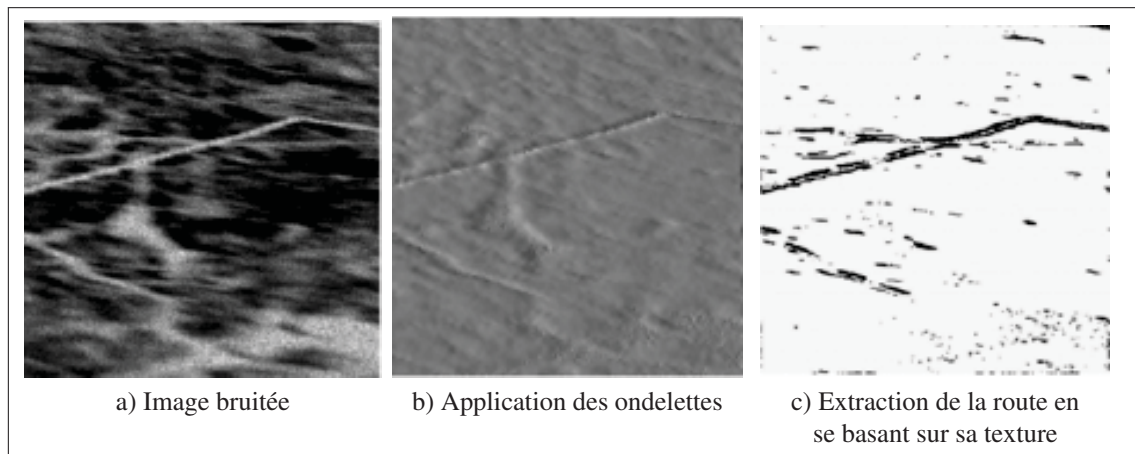 a) Image bruitée
b) Application des ondelettes
c) Extraction de la route en
se basant sur sa texture